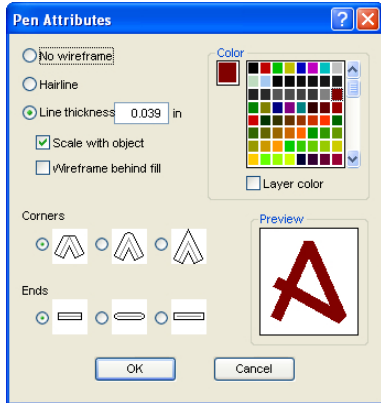 Pen Attributes
No wireframe
Hairline
Line thickness 0.039 in
Scale with object
Wireframe behind fill
Color
Layer color
Corners
Ends
Preview
OK Cancel